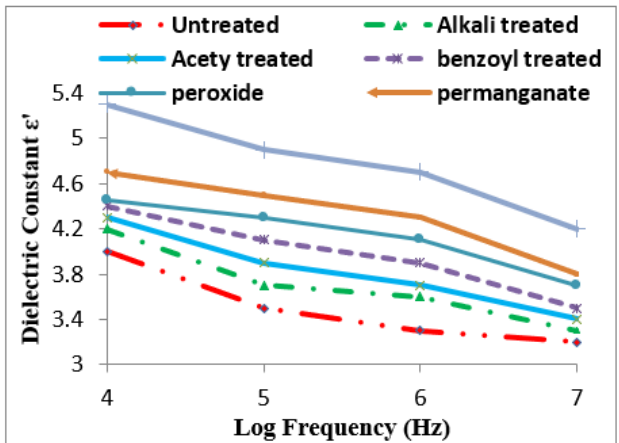 Untreated
Alkali treated
Acety treated
benzoyl treated
peroxide
permanganate
5.4
5
4.6
4.2
3.8
3.4
3
Dielectric Constant ε'
4 5 6 7
Log Frequency (Hz)